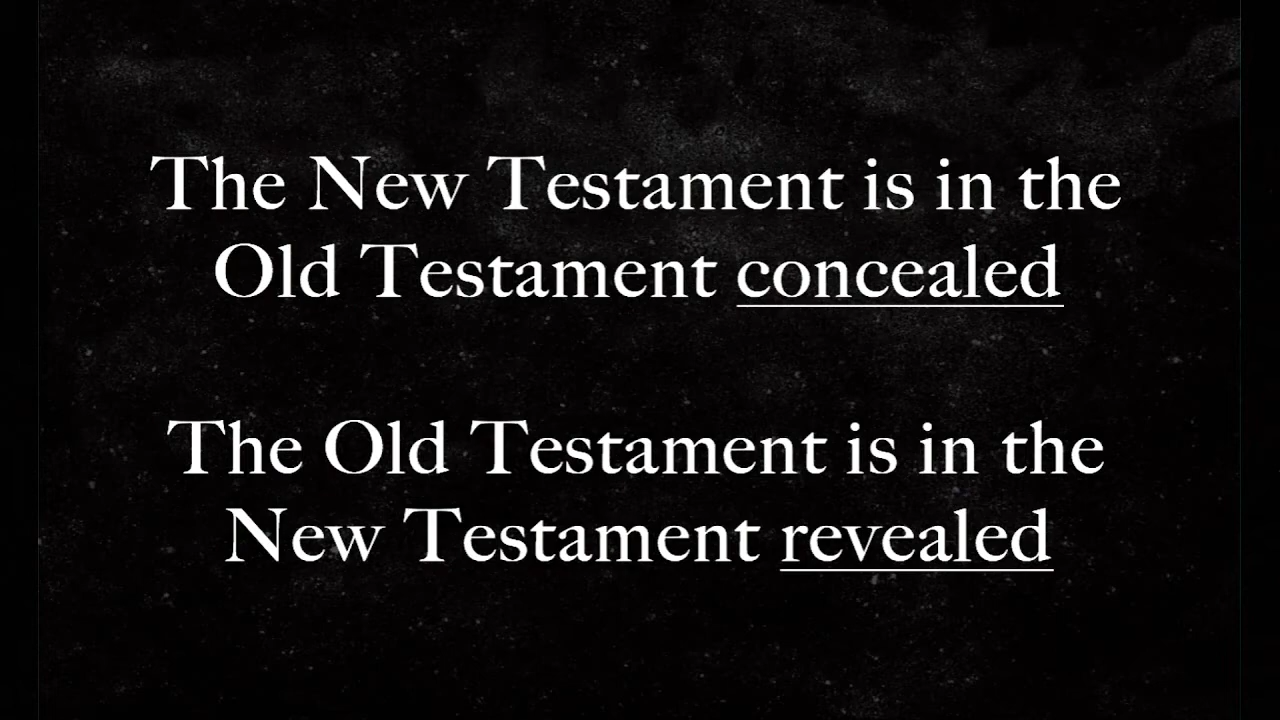 The New Testament is in the
Old Testament concealed
The Old Testament is in the
New Testament revealed